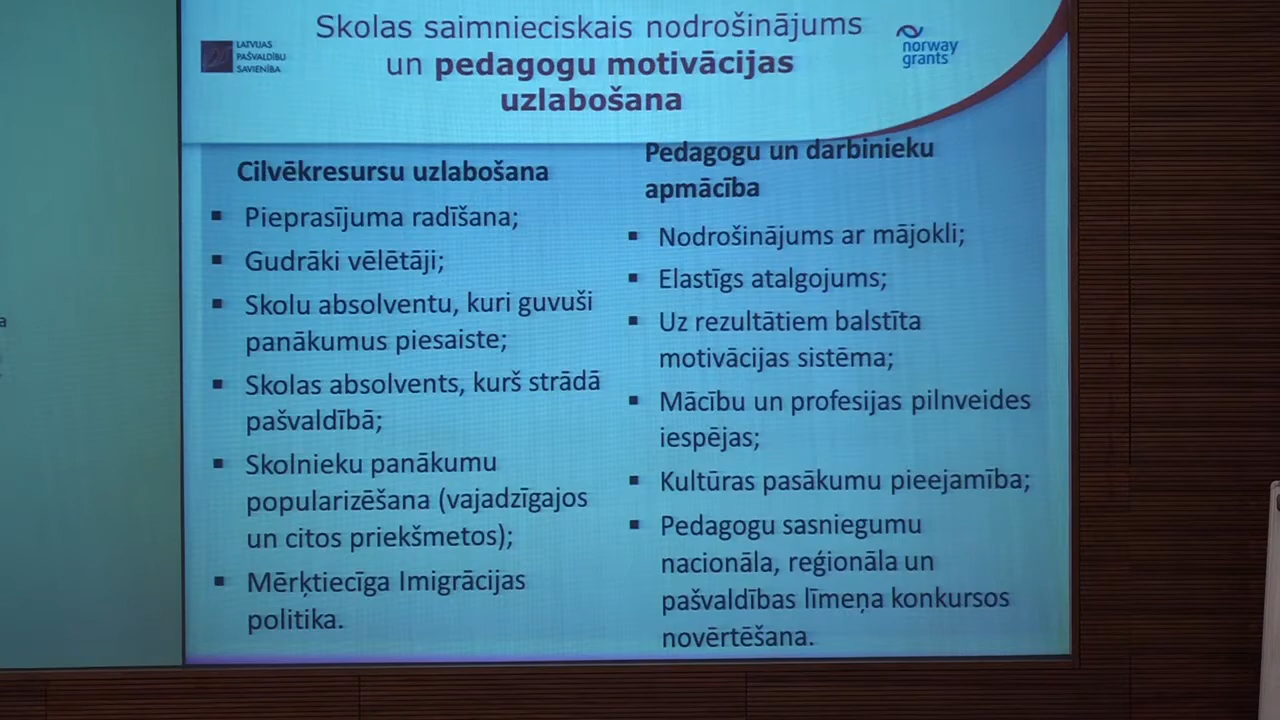 Skolas saimnieciskais nodrošinājums
un pedagogu motivācijas
uzlabošana
LATVIJAS
PAŠVALDĪBU
SAVIENĪBA
norway
grants
Cilvēkresursu uzlabošana
▪ Pieprasījuma radīšana;
▪ Gudrāki vēlētāji;
▪ Skolu absolventu, kuri guvuši
panākumus piesaiste;
▪ Skolas absolvents, kurš strādā
pašvaldībā;
▪ Skolnieku panākumu
popularizēšana (vajadzīgajos
un citos priekšmetos);
▪ Mērķtiecīga Imigrācijas
politika.
Pedagogu un darbinieku
apmācība
▪ Nodrošinājums ar mājokli;
▪ Elastīgs atalgojums;
▪ Uz rezultātiem balstīta
motivācijas sistēma;
▪ Mācību un profesijas pilnveides
iespējas;
▪ Kultūras pasākumu pieejamība;
▪ Pedagogu sasniegumu
nacionāla, reģionāla un
pašvaldības līmeņa konkursos
novērtēšana.